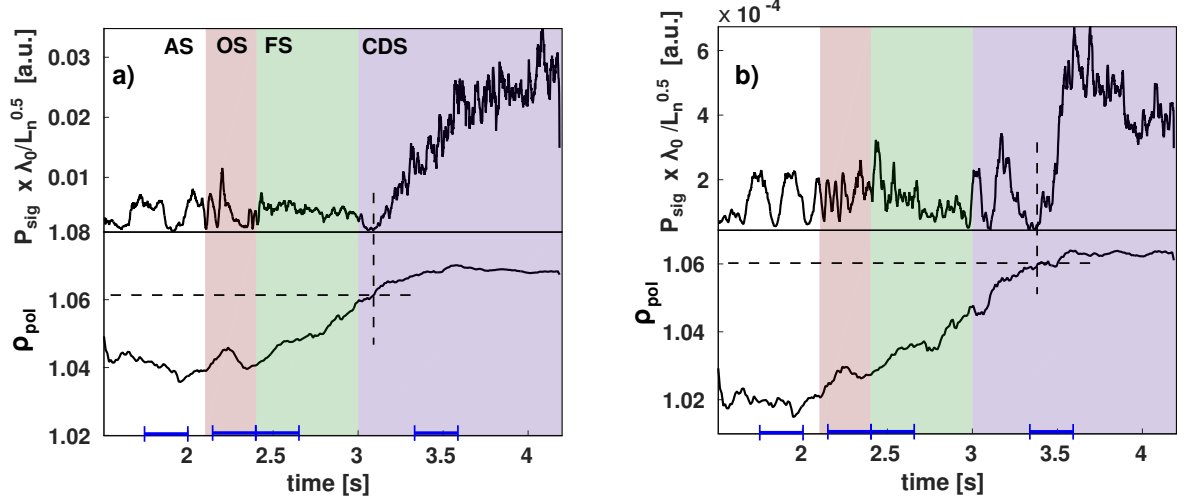 a)
AS OS FS CDS
P_sig x λ_0/L_n^0.5 [a.u.]
0.03
0.02
0.01
1.08
1.06
1.04
1.02
ρ_pol
2 2.5 3 3.5 4
time [s]
b)
x 10^-4
P_sig x λ_0 /L_n^0.5 [a.u.]
6
4
2
1.06
1.04
1.02
ρ_pol
2 2.5 3 3.5 4
time [s]